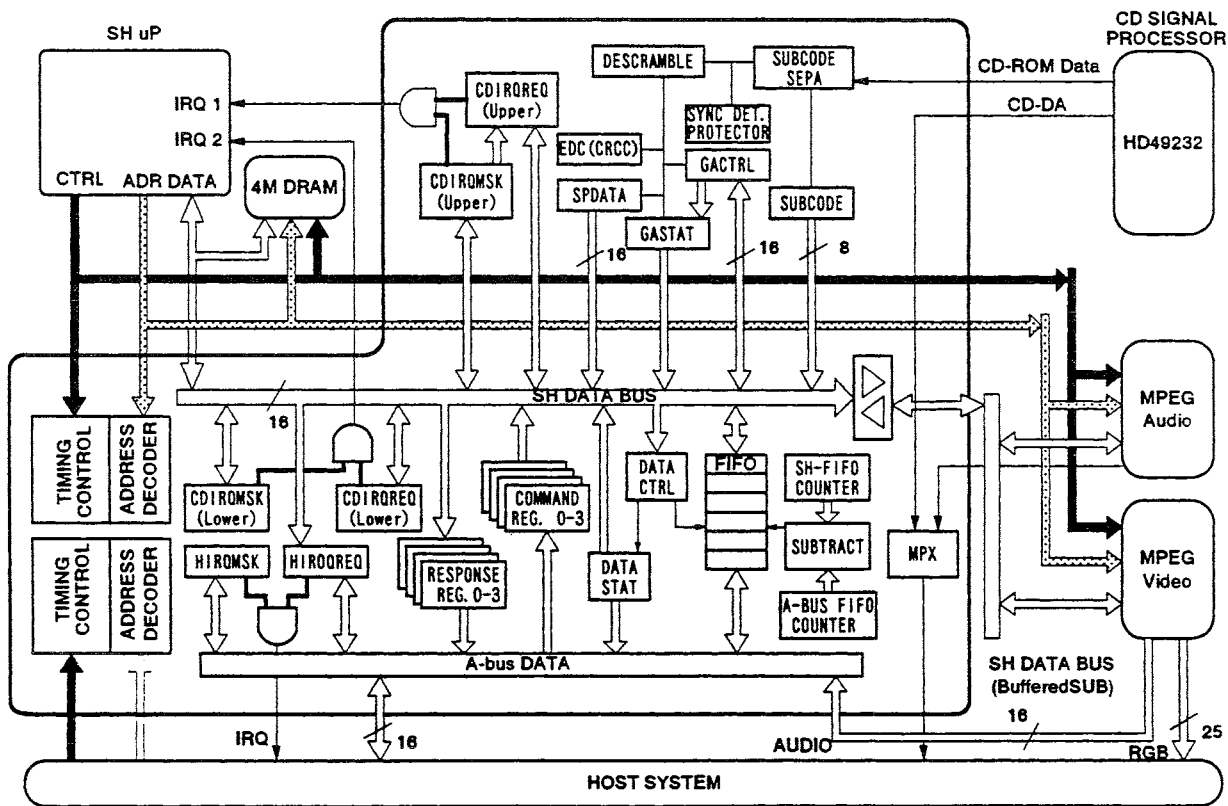 SH uP
CD SIGNAL
PROCESSOR
IRQ 1
IRQ 2
CTRL
ADR
DATA
4M DRAM
CDIRQREQ
(Upper)
CDIRQMSK
(Upper)
DESCRAMBLE
SUBCODE
SEPA
CD-ROM Data
CD-DA
HD49232
SYNC DET.
PROTECTOR
EDC(CRCC)
GACTRL
SPDATA
SUBCODE
GASTAT
16
16
8
16
SH DATA BUS
TIMING
CONTROL
ADDRESS
DECODER
CDIRQMSK
(Lower)
CDIRQREQ
(Lower)
COMMAND
REG. 0-3
DATA
CTRL
FIFO
SH-FIFO
COUNTER
MPEG
Audio
TIMING
CONTROL
ADDRESS
DECODER
HIRQMSK
HIROQREQ
RESPONSE
REG. 0-3
DATA
STAT
SUBTRACT
MPX
A-BUS FIFO
COUNTER
MPEG
Video
A-bus DATA
SH DATA BUS
(BufferedSUB)
IRQ
16
AUDIO
16
RGB
25
HOST SYSTEM